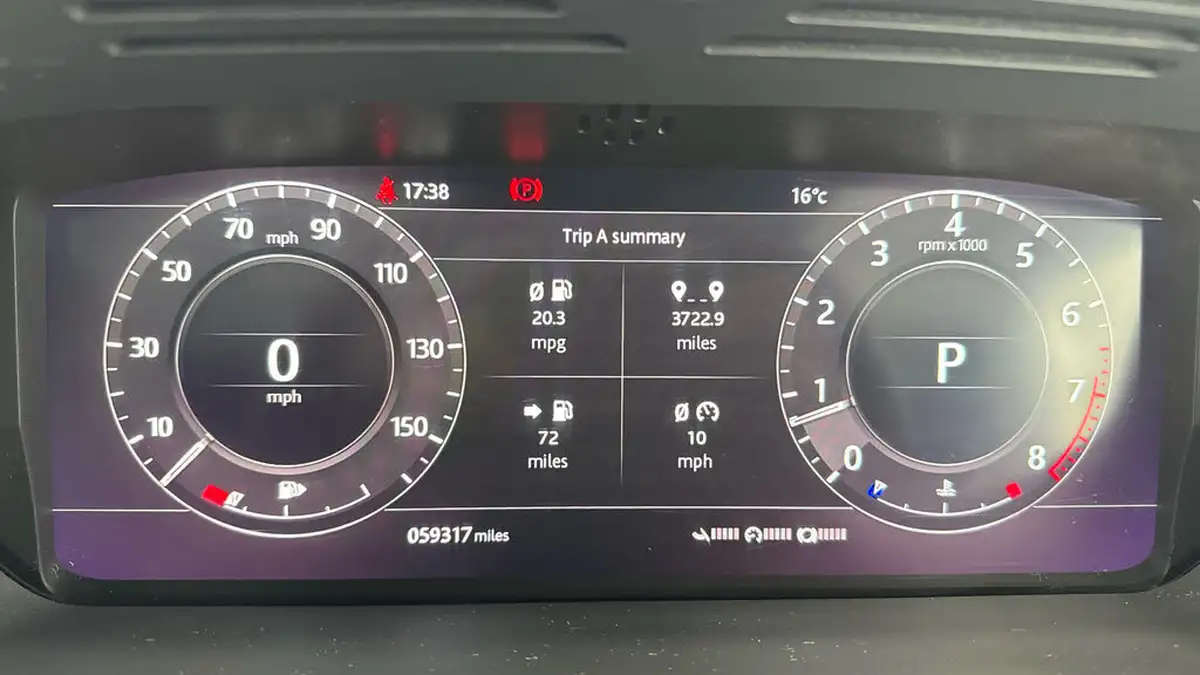 17:38
P
16°c
Trip A summary
70 mph 90
50 110
30 130
10 150
0
mph
20.3
mpg
3722.9
miles
72
miles
10
mph
4
rpm x 1000
3 5
2 6
1 7
0 8
P
059317 miles